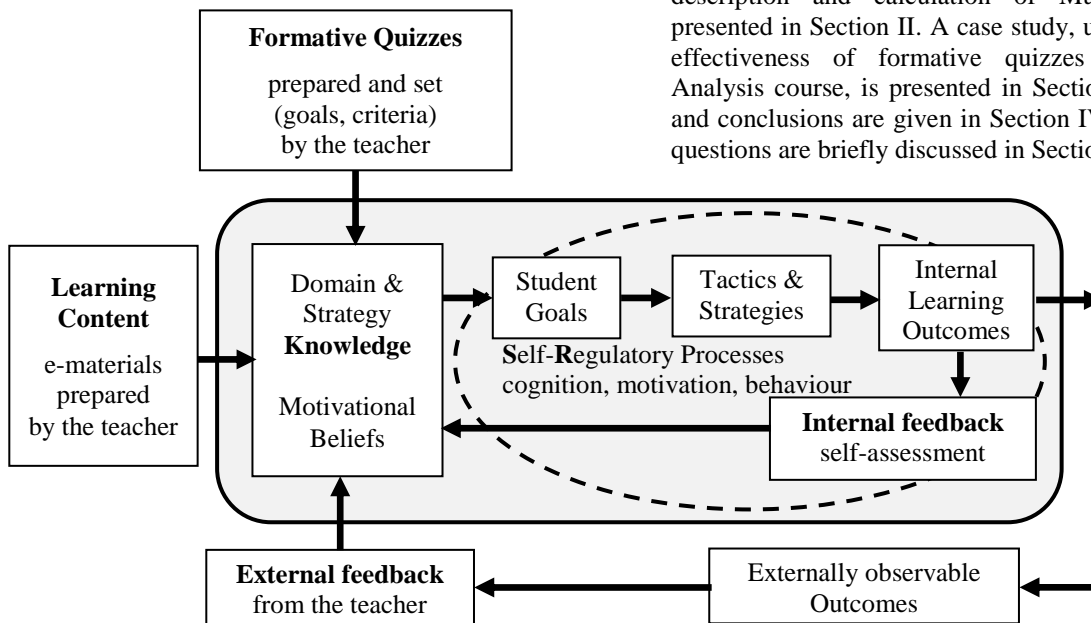 description and calculation of Mu
presented in Section II. A case study, u
effectiveness of formative quizzes
Analysis course, is presented in Sectio
and conclusions are given in Section IV
questions are briefly discussed in Sectio
Formative Quizzes
prepared and set
(goals, criteria)
by the teacher
Learning
Content
e-materials
prepared
by the teacher
Domain &
Strategy
Knowledge
Motivational
Beliefs
Student
Goals
Tactics &
Strategies
Internal
Learning
Outcomes
Self-Regulatory Processes
cognition, motivation, behaviour
Internal feedback
self-assessment
External feedback
from the teacher
Externally observable
Outcomes